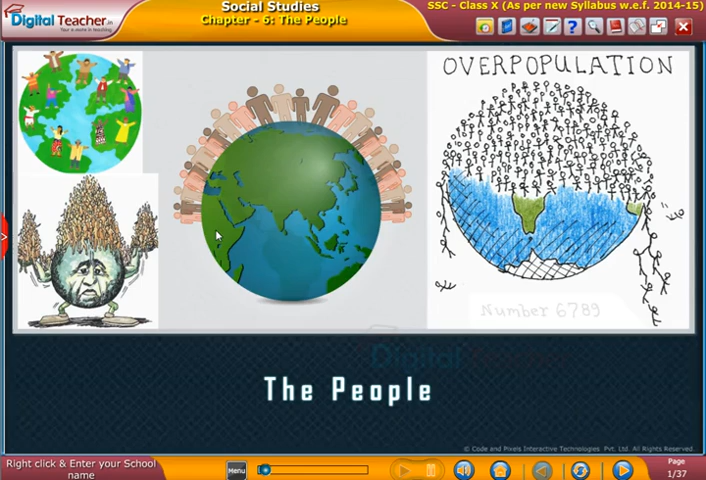 Digital Teacher.in
Your e-mate in teaching
Social Studies
Chapter - 6: The People
SSC - Class X (As per new Syllabus w.e.f. 2014-15)
OVERPOPULATION
Number 6789
Digital Teacher
The People
© Code and Pixels Interactive Technologies Pvt. Ltd. All Rights Reserved.
Right click & Enter your School
name
Menu
Page
1/37